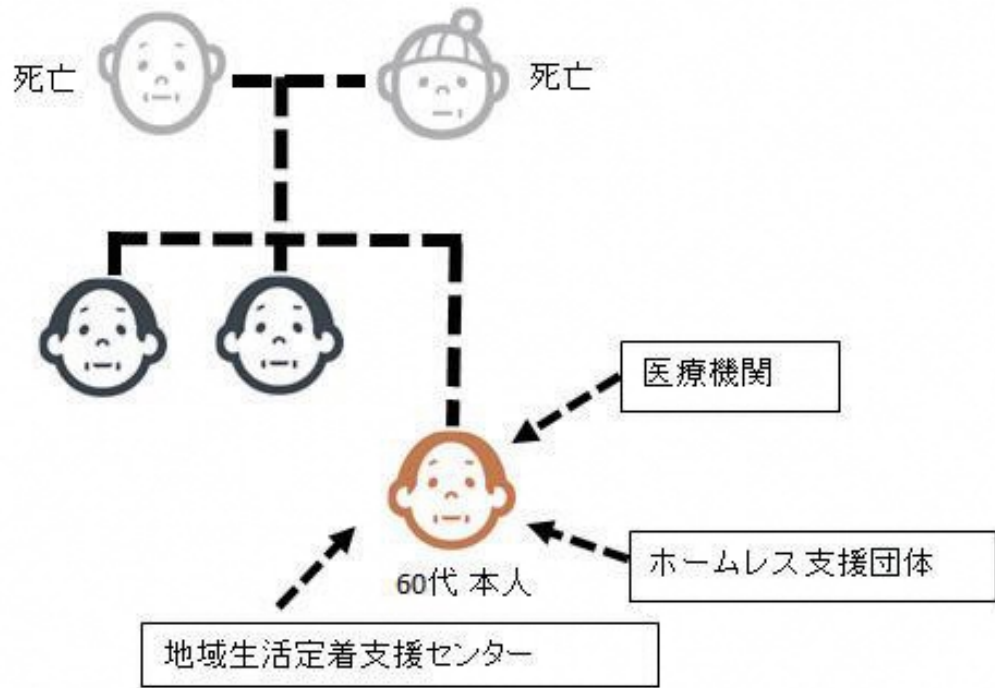 死亡
死亡
医療機関
ホームレス支援団体
60代 本人
地域生活定着支援センター